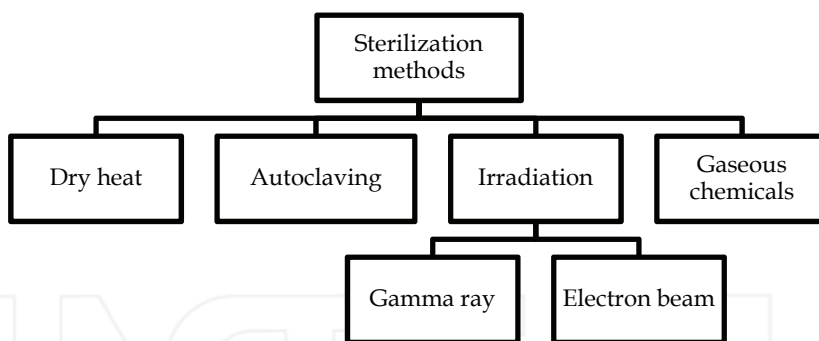 Sterilization
methods
Dry heat
Autoclaving
Irradiation
Gaseous
chemicals
Gamma ray
Electron beam